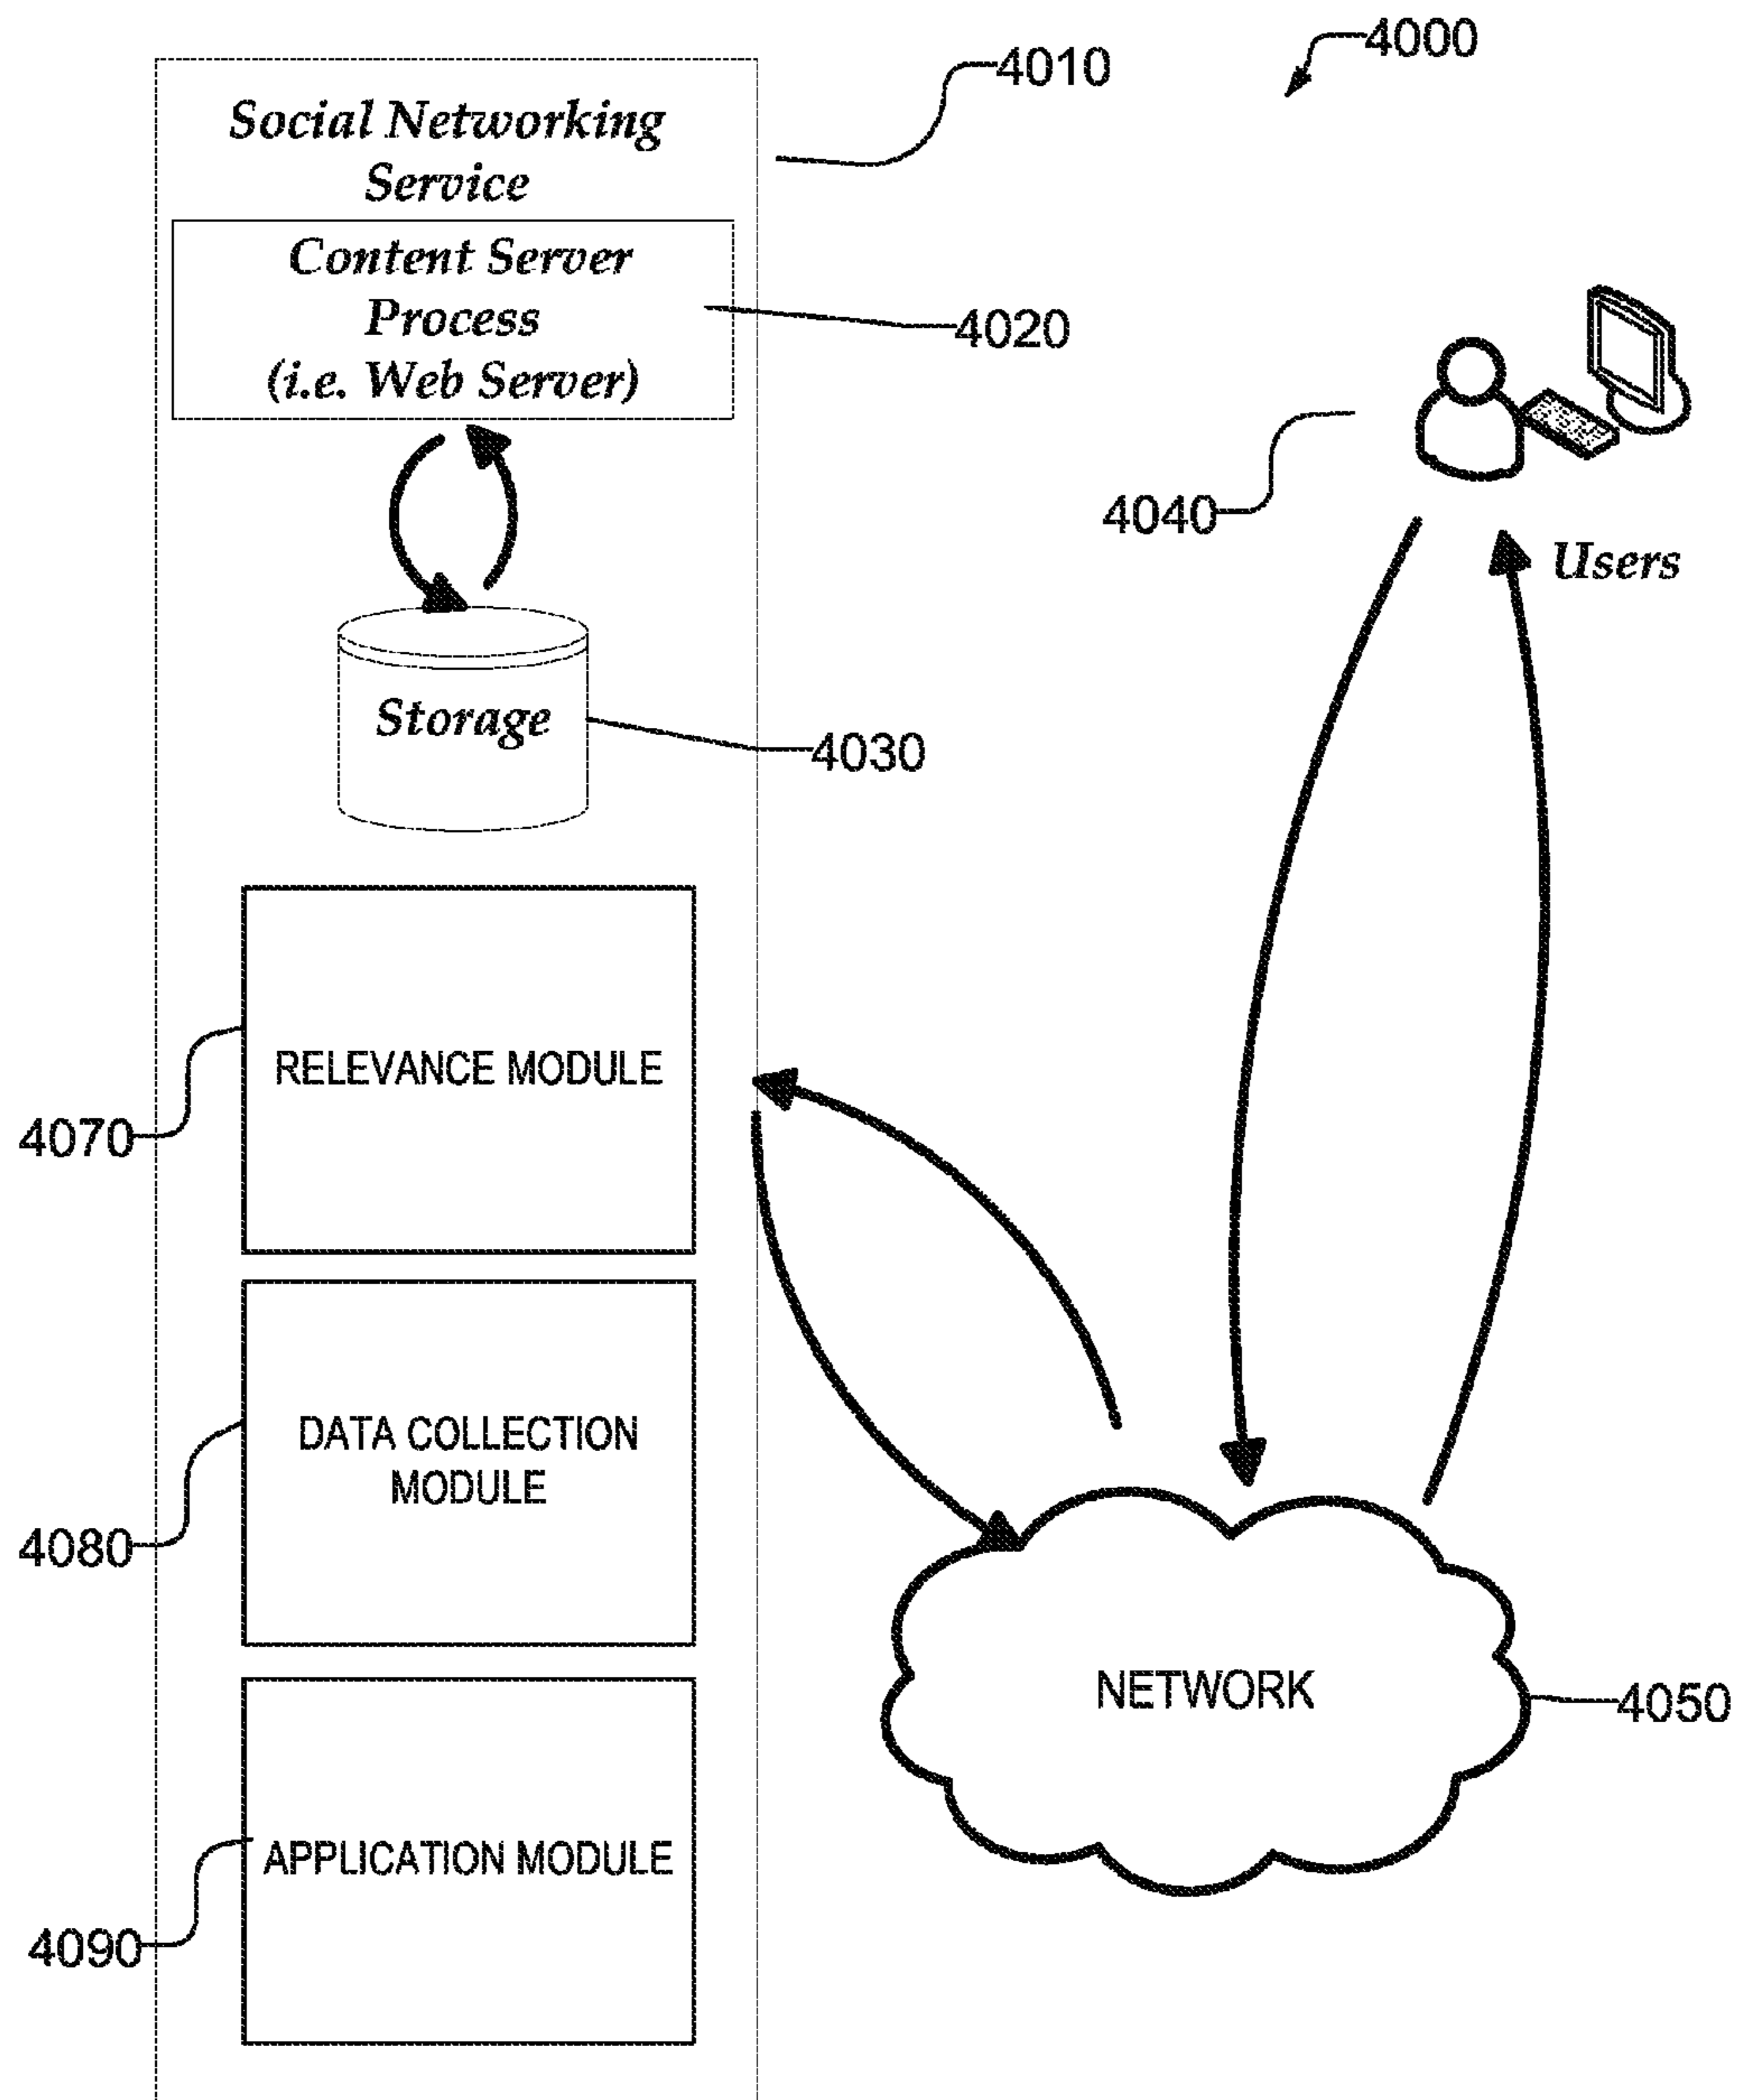 4000
4010
Social Networking
Service
Content Server
Process
(i.e. Web Server)
4020
4040
Users
Storage
4030
RELEVANCE MODULE
4070
DATA COLLECTION
MODULE
4080
NETWORK
4050
APPLICATION MODULE
4090